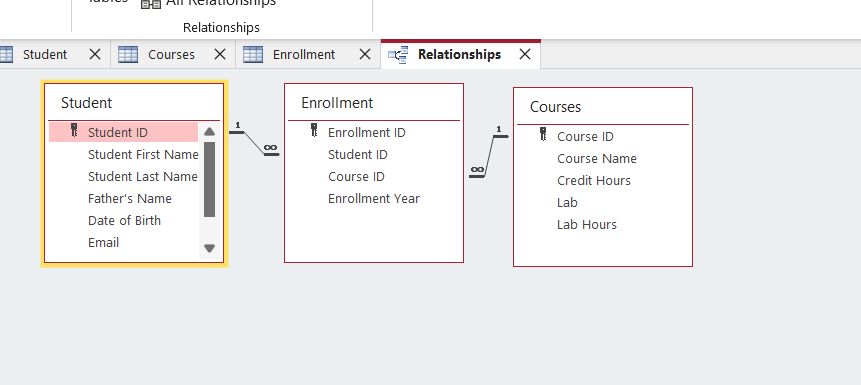 All Relationships
Relationships
Student
Courses
Enrollment
Relationships
Student
Student ID
Student First Name
Student Last Name
Father's Name
Date of Birth
Email
1
∞
Enrollment
Enrollment ID
Student ID
Course ID
Enrollment Year
1
∞
Courses
Course ID
Course Name
Credit Hours
Lab
Lab Hours